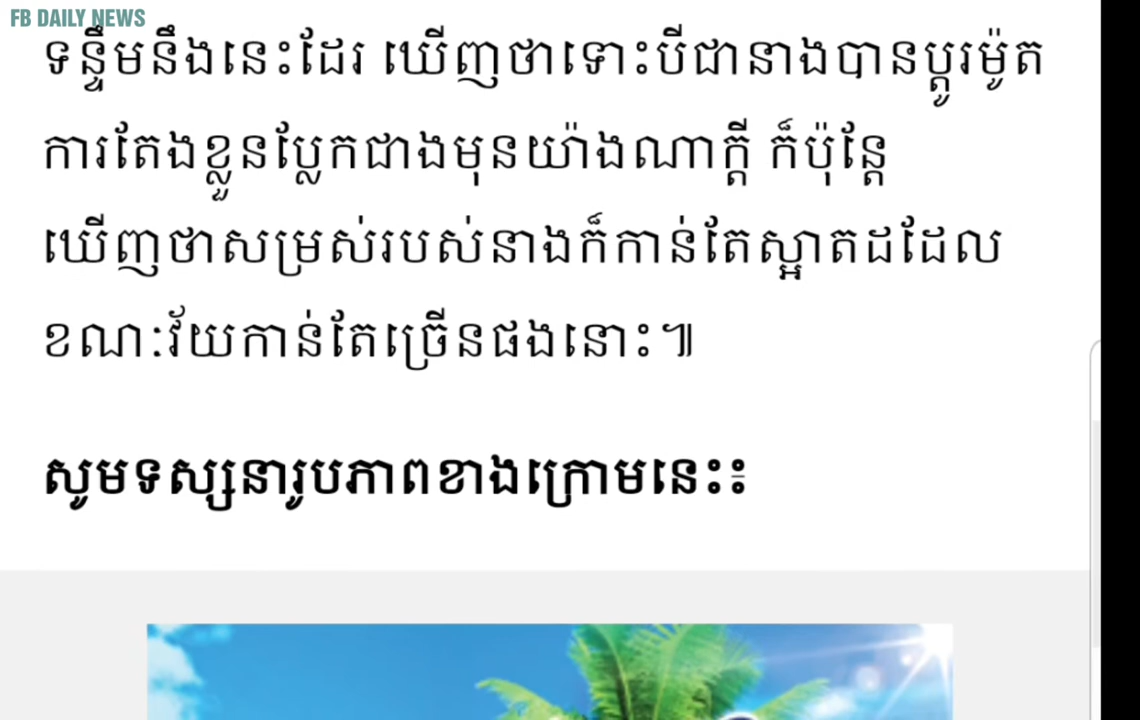 FB DAILY NEWS
ទន្ទឹមនឹងនេះដែរ ឃើញថាទោះបីជានាងបានប្តូរម៉ូត
ការតែងខ្លួនប្លែកជាងមុនយ៉ាងណាក្តី ក៏ប៉ុន្តែ
ឃើញថាសម្រស់របស់នាងក៏កាន់តែស្អាតដដែល
ខណៈវ័យកាន់តែច្រើនផងនោះ៕
សូមទស្សនារូបភាពខាងក្រោមនេះ៖